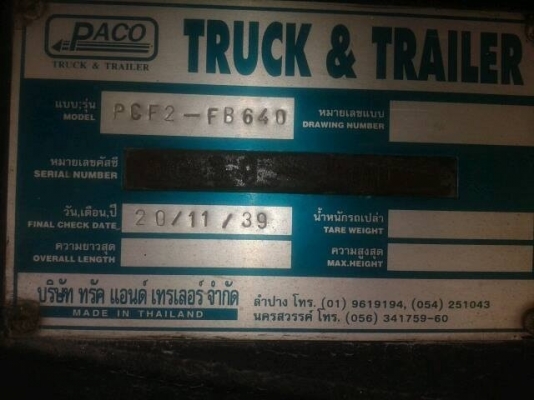 PACO
TRUCK & TRAILER
TRUCK & TRAILER
แบบ;รุ่น
MODEL
PCF2-FB640
หมายเลขแบบ
DRAWING NUMBER
หมายเลขคัสซี
SERIAL NUMBER
วัน,เดือน,ปี
FINAL CHECK DATE
20/11/39
น้ำหนักรถเปล่า
TARE WEIGHT
ความยาวสุด
OVERALL LENGTH
ความสูงสุด
MAX.HEIGHT
บริษัท ทรัค แอนด์ เทรเลอร์ จำกัด
MADE IN THAILAND
ลำปาง โทร. (01) 9619194, (054) 251043
นครสวรรค์ โทร. (056) 341759-60